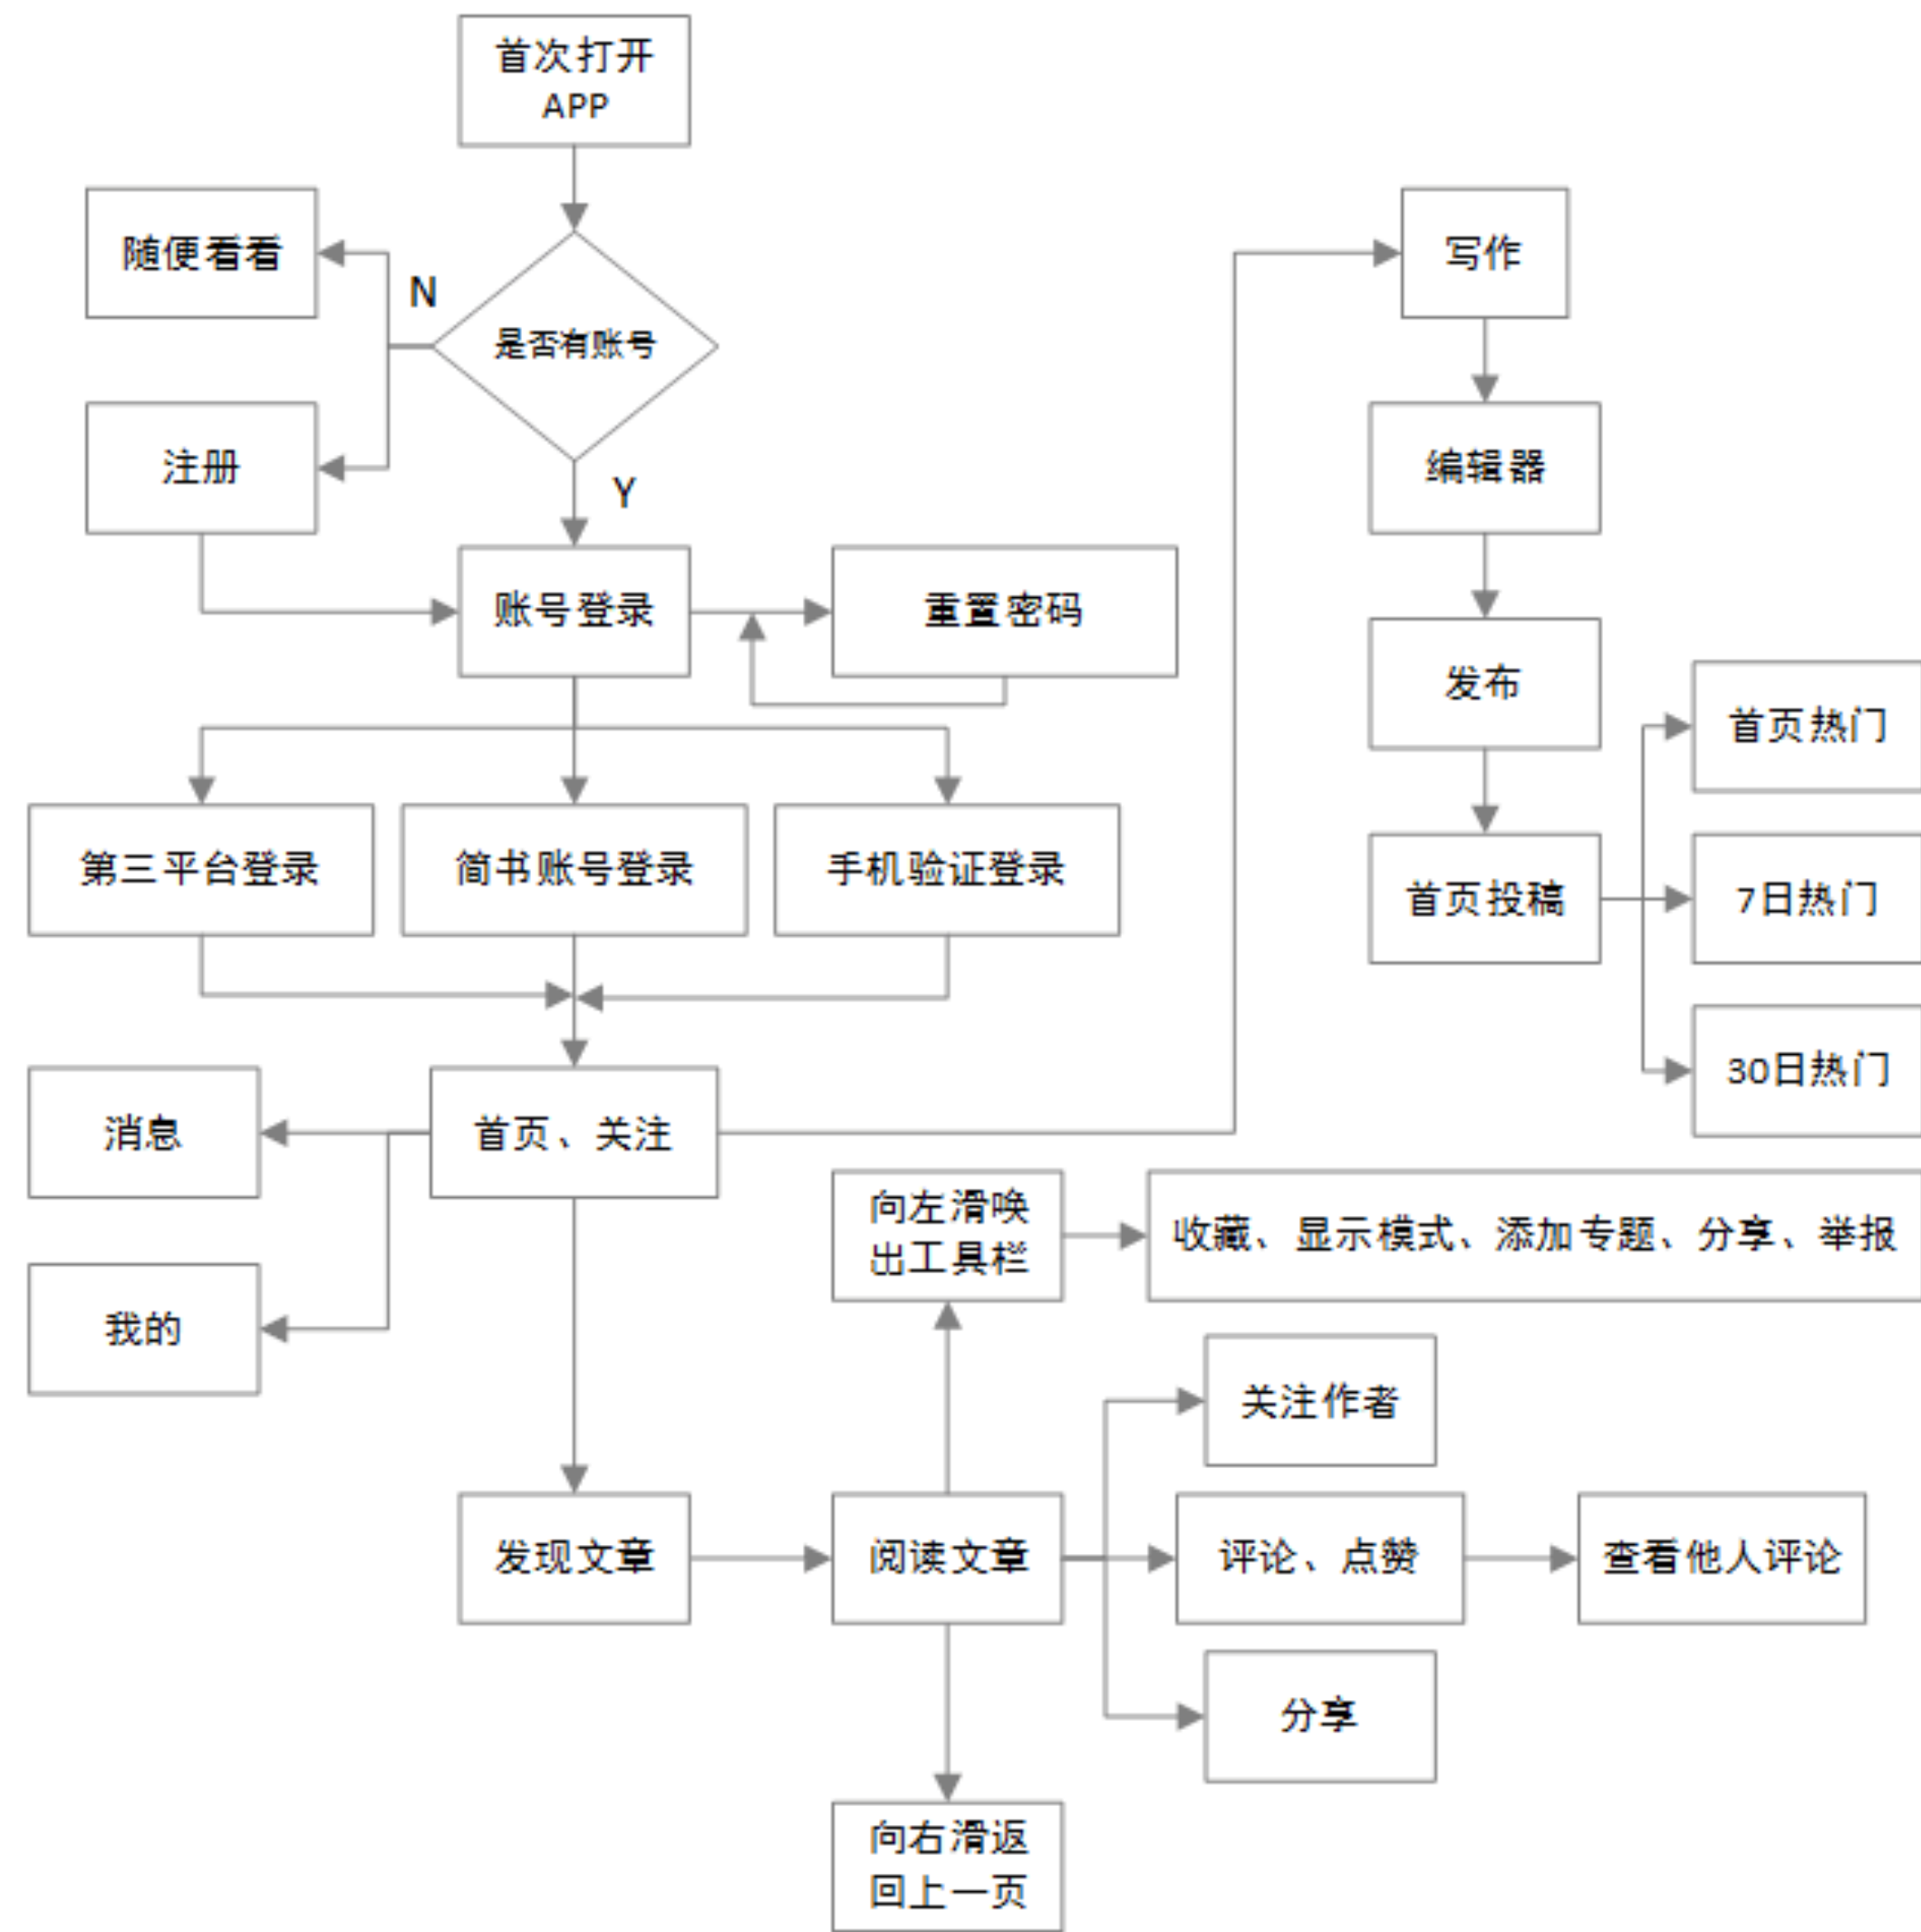 首次打开
APP
随便看看
N
是否有账号
注册
Y
账号登录
重置密码
第三平台登录
简书账号登录
手机验证登录
写作
编辑器
发布
首页投稿
首页热门
7日热门
30日热门
消息
首页、关注
我的
向左滑唤
出工具栏
收藏、显示模式、添加专题、分享、举报
关注作者
发现文章
阅读文章
评论、点赞
查看他人评论
分享
向右滑返
回上一页